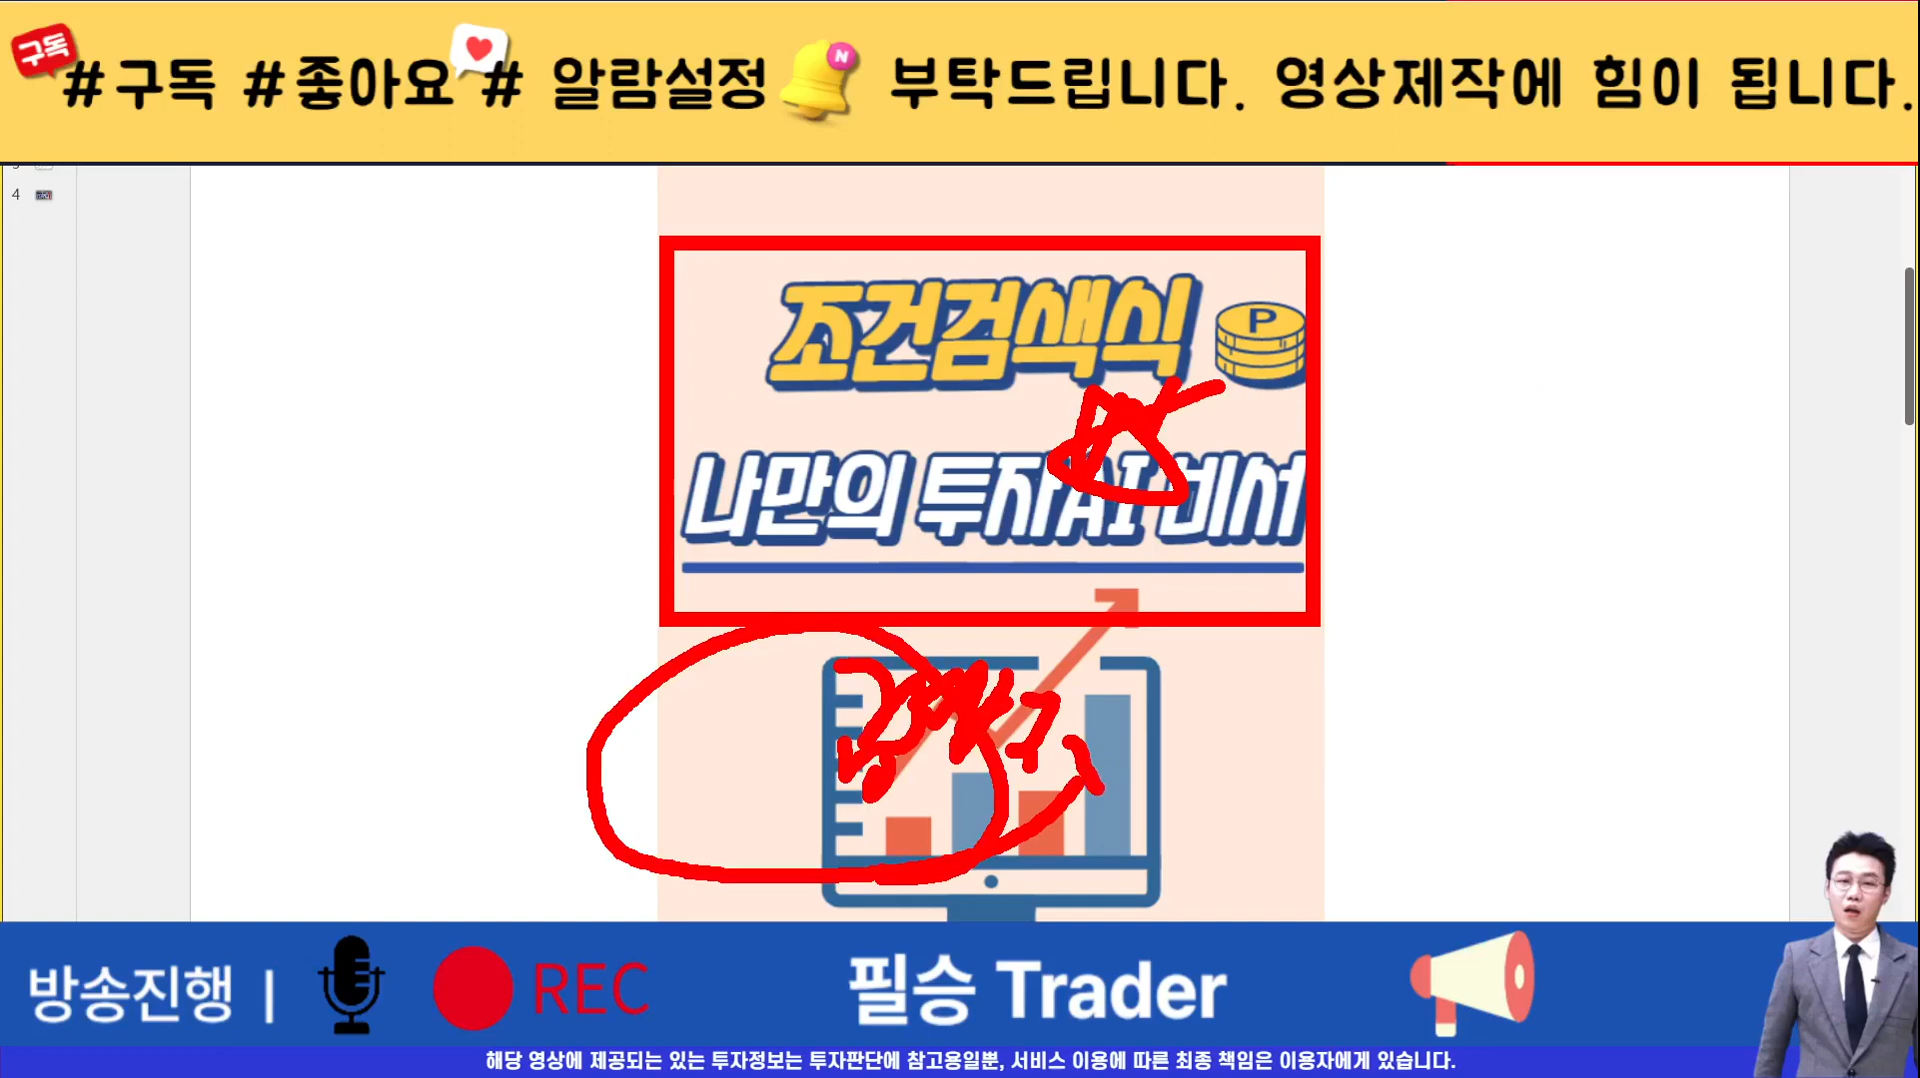 구독
#구독 #좋아요 # 알람설정 N 부탁드립니다. 영상제작에 힘이 됩니다.
4
조건검색식 P
나만의 투자AI 비서
방송진행 | REC 필승 Trader
해당 영상에 제공되는 있는 투자정보는 투자판단에 참고용일뿐, 서비스 이용에 따른 최종 책임은 이용자에게 있습니다.